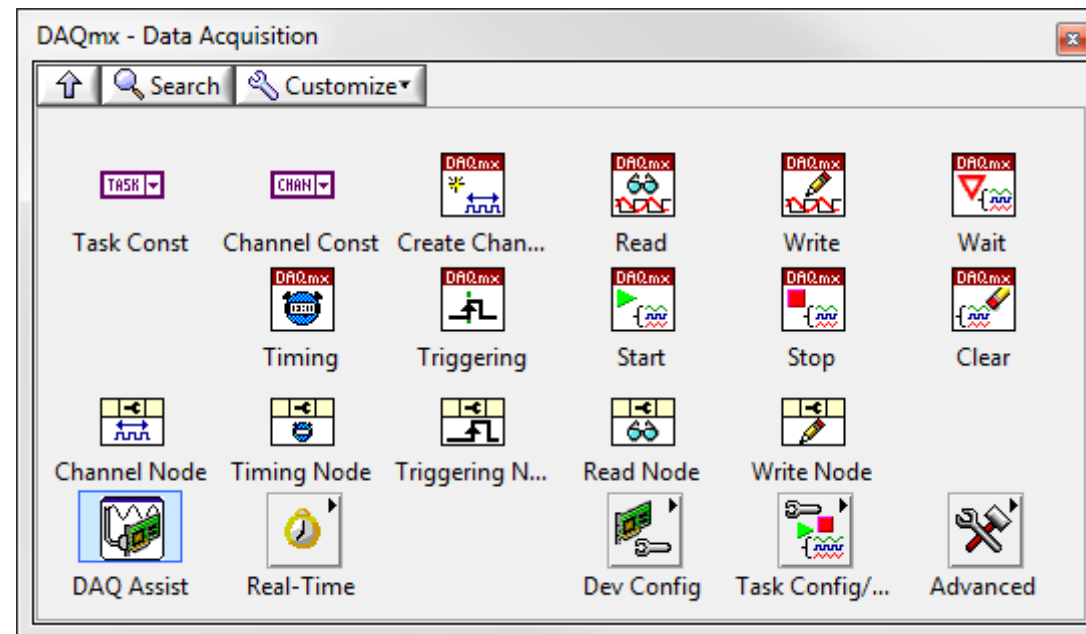 DAQmx - Data Acquisition
Search Customize
TASK CHAN DAQmx DAQmx DAQmx DAQmx
Task Const Channel Const Create Chan... Read Write Wait
DAQmx DAQmx DAQmx DAQmx DAQmx
Timing Triggering Start Stop Clear
Channel Node Timing Node Triggering N... Read Node Write Node
DAQ Assist Real-Time Dev Config Task Config/... Advanced